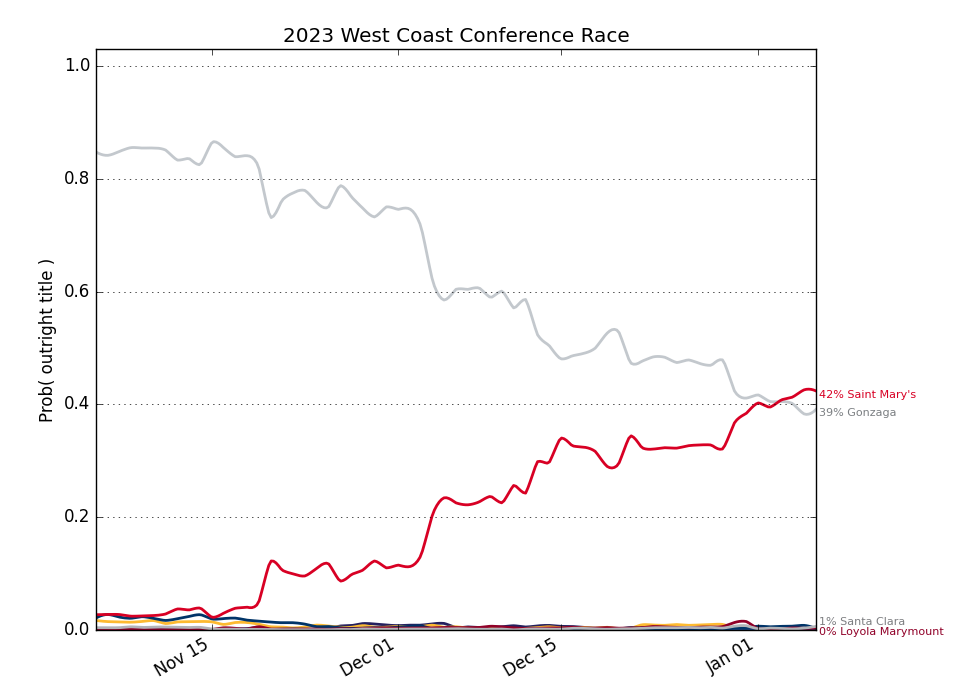 2023 West Coast Conference Race
Prob( outright title )
1.0
0.8
0.6
0.4
0.2
0.0
42% Saint Mary's
39% Gonzaga
1% Santa Clara
0% Loyola Marymount
Nov 15
Dec 01
Dec 15
Jan 01